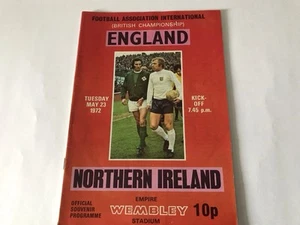 FOOTBALL ASSOCIATION INTERNATIONAL
(BRITISH CHAMPIONSHIP)
ENGLAND
TUESDAY
MAY 23
1972
KICK-
OFF
7.45 p.m.
NORTHERN IRELAND
OFFICIAL
SOUVENIR
PROGRAMME
EMPIRE
WEMBLEY
STADIUM
10p